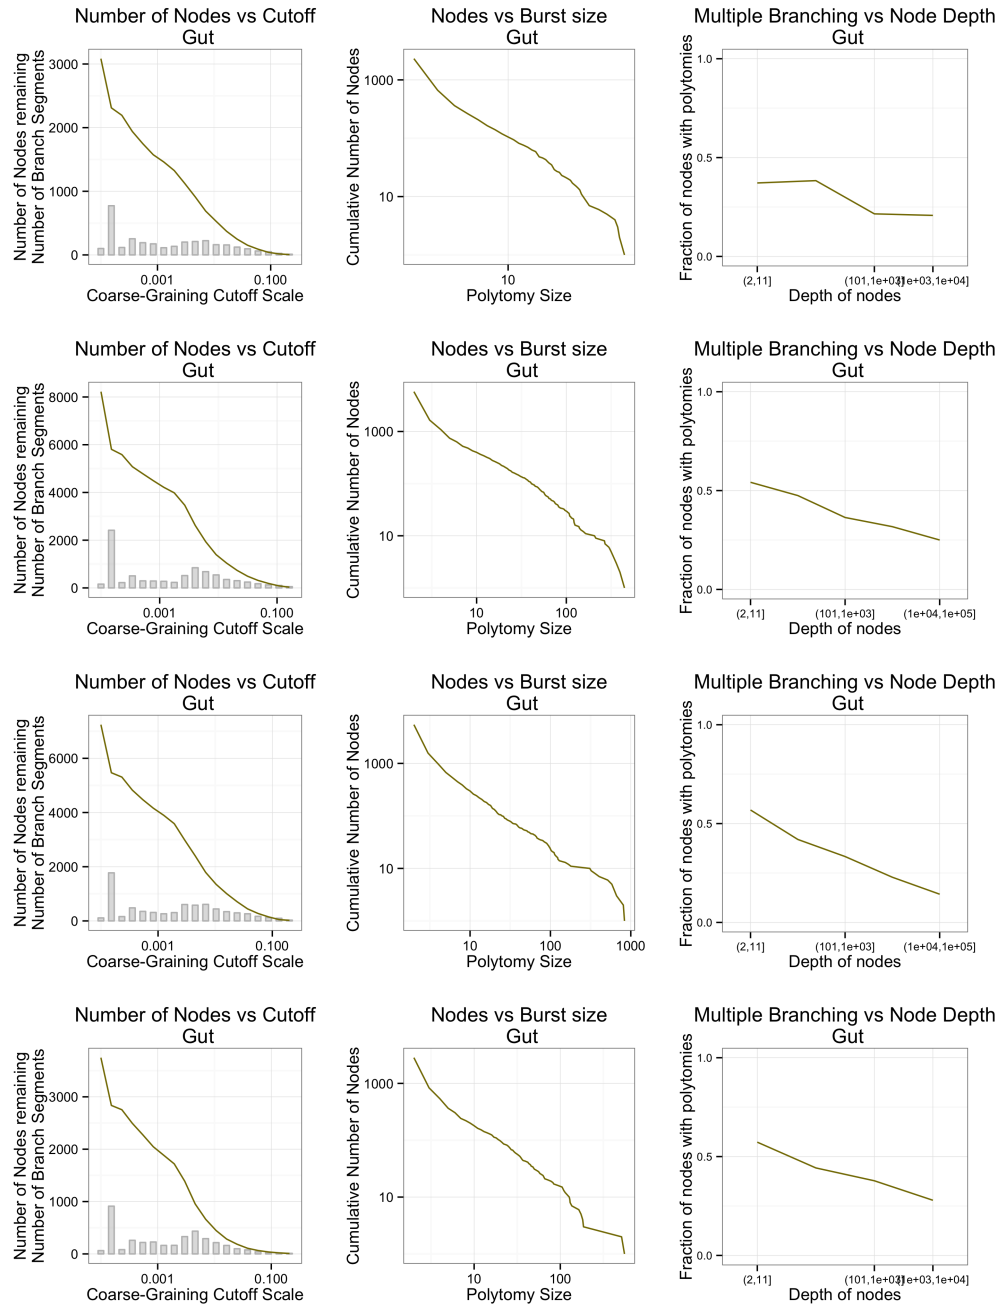 Number of Nodes vs Cutoff
Gut
Number of Nodes remaining
Number of Branch Segments
3000
2000
1000
0
0.001
0.100
Coarse-Graining Cutoff Scale
Nodes vs Burst size
Gut
Cumulative Number of Nodes
1000
10
10
Polytomy Size
Multiple Branching vs Node Depth
Gut
Fraction of nodes with polytomies
1.0
0.5
0.0
(2,11]
(101,1e+03]
(1e+03,1e+04]
Depth of nodes
Number of Nodes vs Cutoff
Gut
Number of Nodes remaining
Number of Branch Segments
8000
6000
4000
2000
0
0.001
0.100
Coarse-Graining Cutoff Scale
Nodes vs Burst size
Gut
Cumulative Number of Nodes
1000
10
10
100
Polytomy Size
Multiple Branching vs Node Depth
Gut
Fraction of nodes with polytomies
1.0
0.5
0.0
(2,11]
(101,1e+03]
(1e+04,1e+05]
Depth of nodes
Number of Nodes vs Cutoff
Gut
Number of Nodes remaining
Number of Branch Segments
6000
4000
2000
0
0.001
0.100
Coarse-Graining Cutoff Scale
Nodes vs Burst size
Gut
Cumulative Number of Nodes
1000
10
10
100
1000
Polytomy Size
Multiple Branching vs Node Depth
Gut
Fraction of nodes with polytomies
1.0
0.5
0.0
(2,11]
(101,1e+03]
(1e+04,1e+05]
Depth of nodes
Number of Nodes vs Cutoff
Gut
Number of Nodes remaining
Number of Branch Segments
3000
2000
1000
0
0.001
0.100
Coarse-Graining Cutoff Scale
Nodes vs Burst size
Gut
Cumulative Number of Nodes
1000
10
10
100
Polytomy Size
Multiple Branching vs Node Depth
Gut
Fraction of nodes with polytomies
1.0
0.5
0.0
(2,11]
(101,1e+03]
(1e+03,1e+04]
Depth of nodes